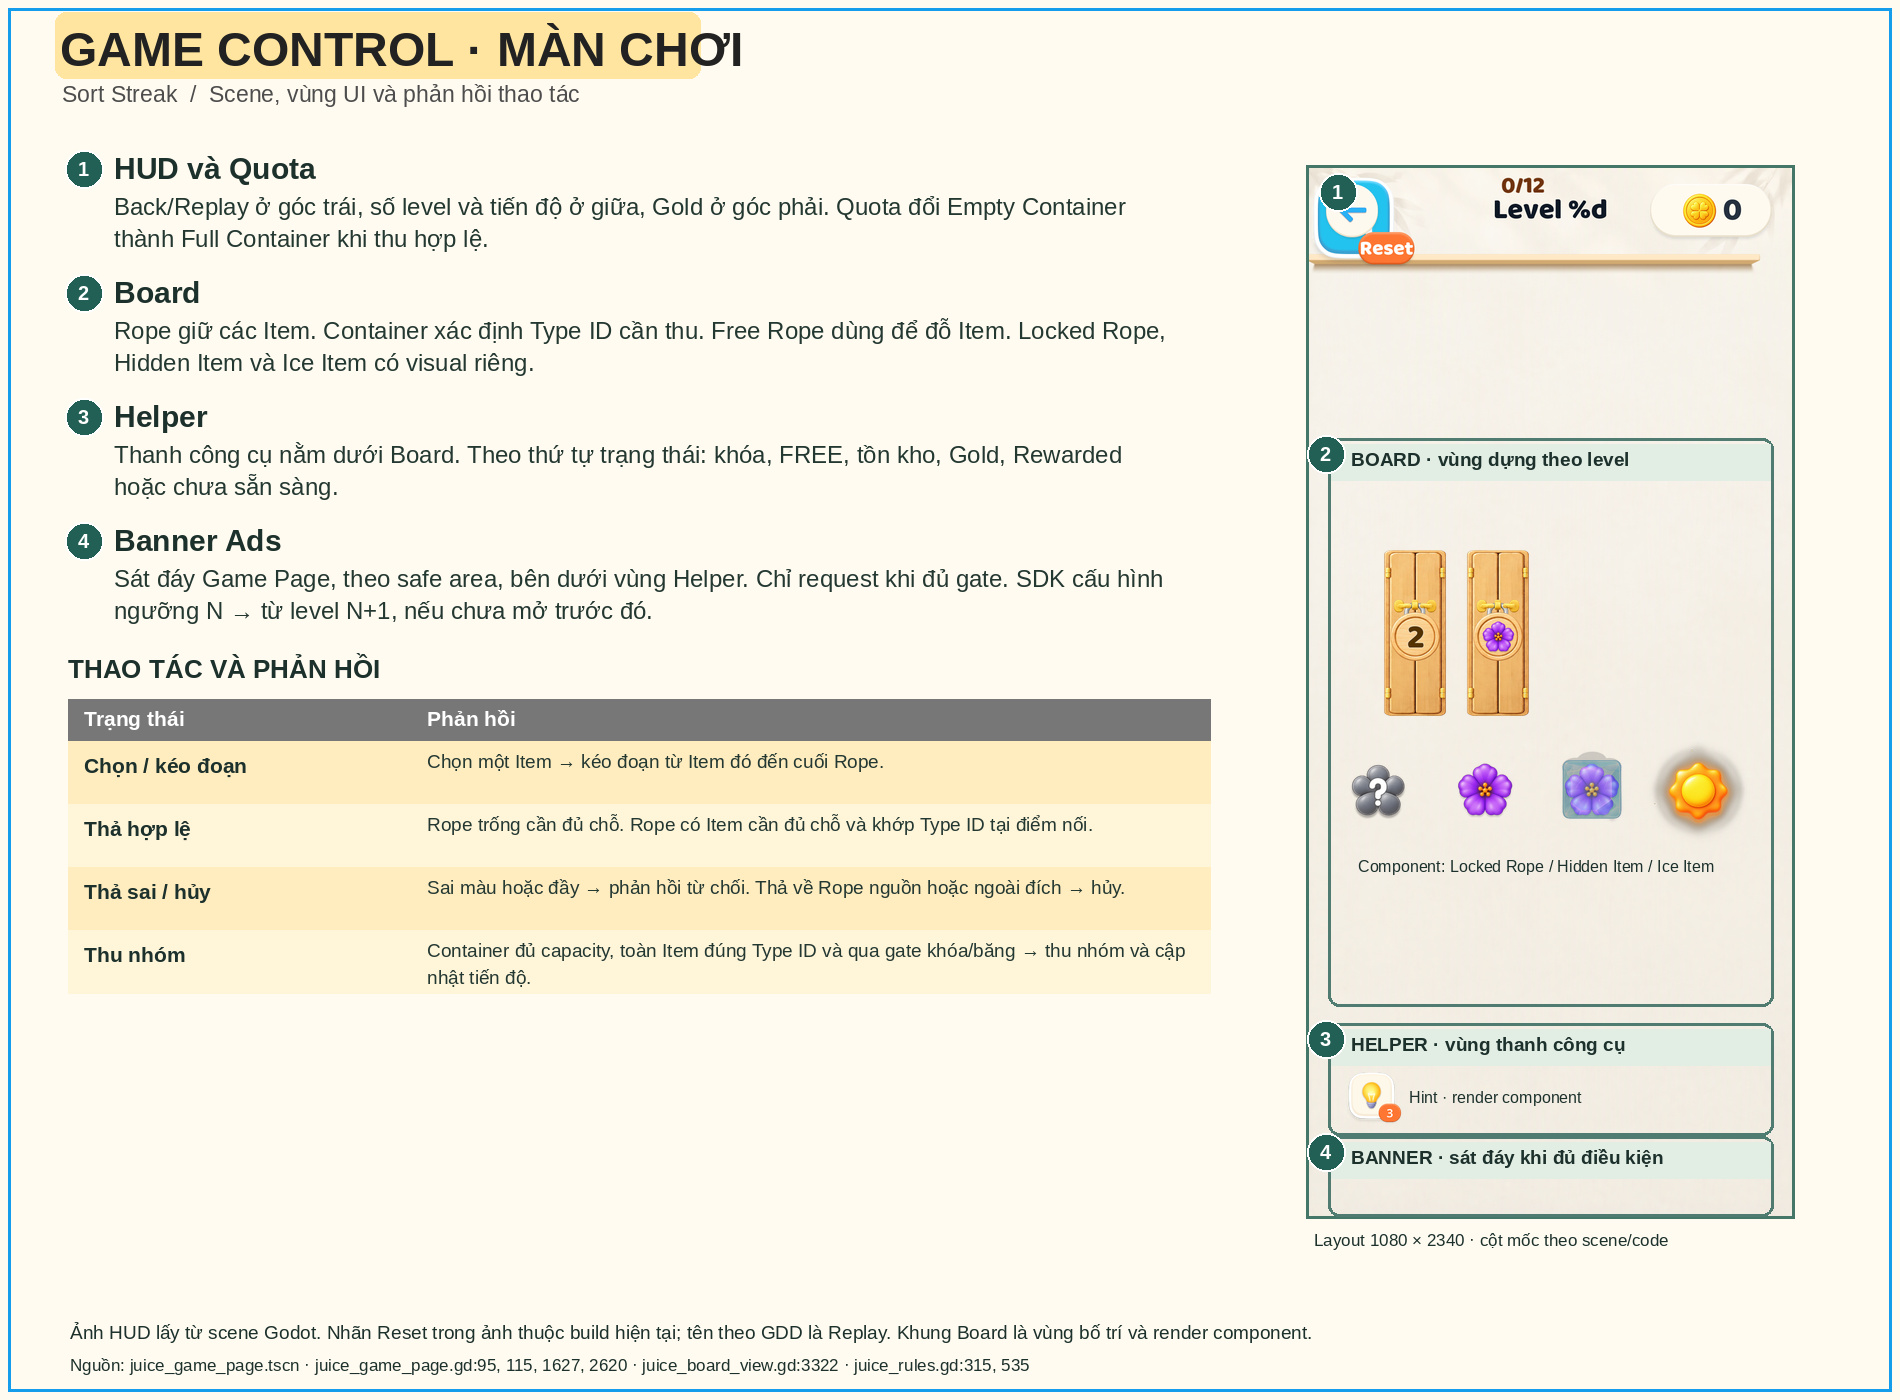 GAME CONTROL · MÀN CHƠI
Sort Streak / Scene, vùng UI và phản hồi thao tác
1 HUD và Quota
Back/Replay ở góc trái, số level và tiến độ ở giữa, Gold ở góc phải. Quota đổi Empty Container
thành Full Container khi thu hợp lệ.
2 Board
Rope giữ các Item. Container xác định Type ID cần thu. Free Rope dùng để đỗ Item. Locked Rope,
Hidden Item và Ice Item có visual riêng.
3 Helper
Thanh công cụ nằm dưới Board. Theo thứ tự trạng thái: khóa, FREE, tồn kho, Gold, Rewarded
hoặc chưa sẵn sàng.
4 Banner Ads
Sát đáy Game Page, theo safe area, bên dưới vùng Helper. Chỉ request khi đủ gate. SDK cấu hình
ngưỡng N → từ level N+1, nếu chưa mở trước đó.
THAO TÁC VÀ PHẢN HỒI
Trạng thái Phản hồi
Chọn / kéo đoạn Chọn một Item → kéo đoạn từ Item đó đến cuối Rope.
Thả hợp lệ Rope trống cần đủ chỗ. Rope có Item cần đủ chỗ và khớp Type ID tại điểm nối.
Thả sai / hủy Sai màu hoặc đầy → phản hồi từ chối. Thả về Rope nguồn hoặc ngoài đích → hủy.
Thu nhóm Container đủ capacity, toàn Item đúng Type ID và qua gate khóa/băng → thu nhóm và cập
nhật tiến độ.
1
0/12
Level %d
0
Reset
2 BOARD · vùng dựng theo level
2
?
Component: Locked Rope / Hidden Item / Ice Item
3 HELPER · vùng thanh công cụ
Hint · render component
3
4 BANNER · sát đáy khi đủ điều kiện
Layout 1080 × 2340 · cột mốc theo scene/code
Ảnh HUD lấy từ scene Godot. Nhãn Reset trong ảnh thuộc build hiện tại; tên theo GDD là Replay. Khung Board là vùng bố trí và render component.
Nguồn: juice_game_page.tscn · juice_game_page.gd:95, 115, 1627, 2620 · juice_board_view.gd:3322 · juice_rules.gd:315, 535